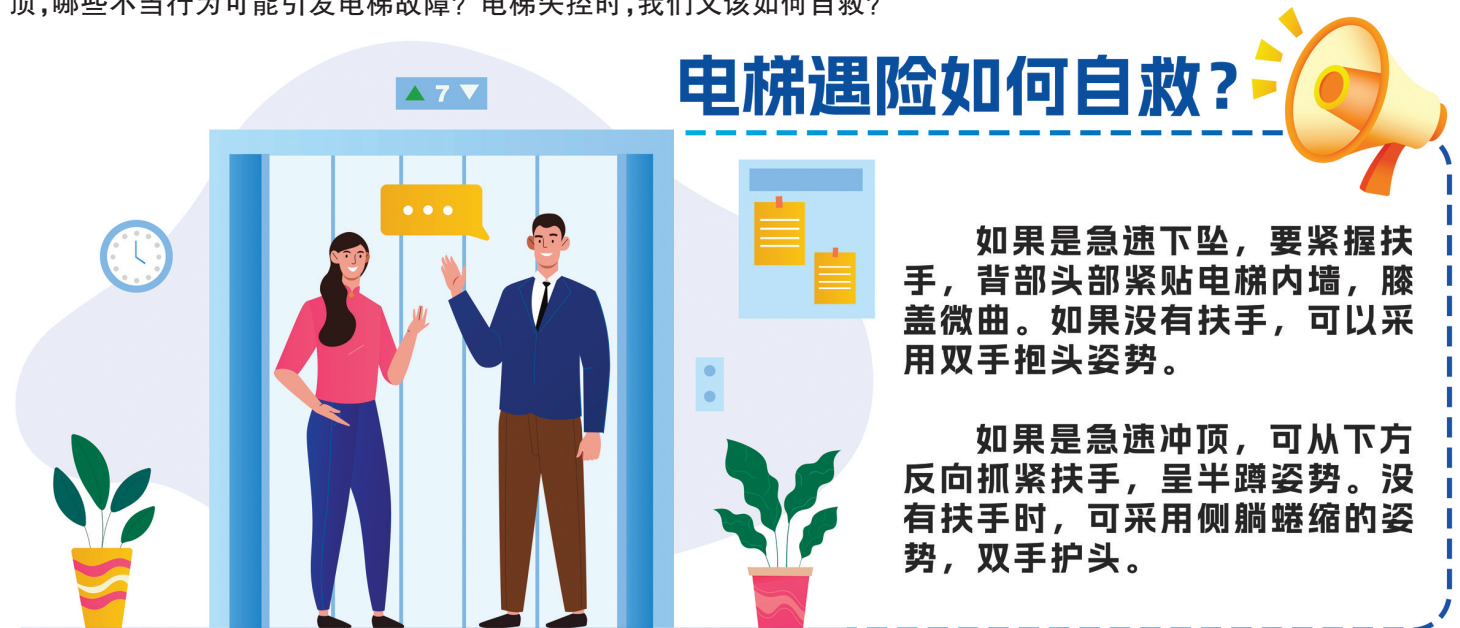 顶,哪些不当行为可能引发电梯故障？电梯失控时,我们又该如何自救？
电梯遇险如何自救？
▲ 7 ▼
如果是急速下坠，要紧握扶
手，背部头部紧贴电梯内墙，膝
盖微曲。如果没有扶手，可以采
用双手抱头姿势。
如果是急速冲顶，可从下方
反向抓紧扶手，呈半蹲姿势。没
有扶手时，可采用侧躺蜷缩的姿
势，双手护头。